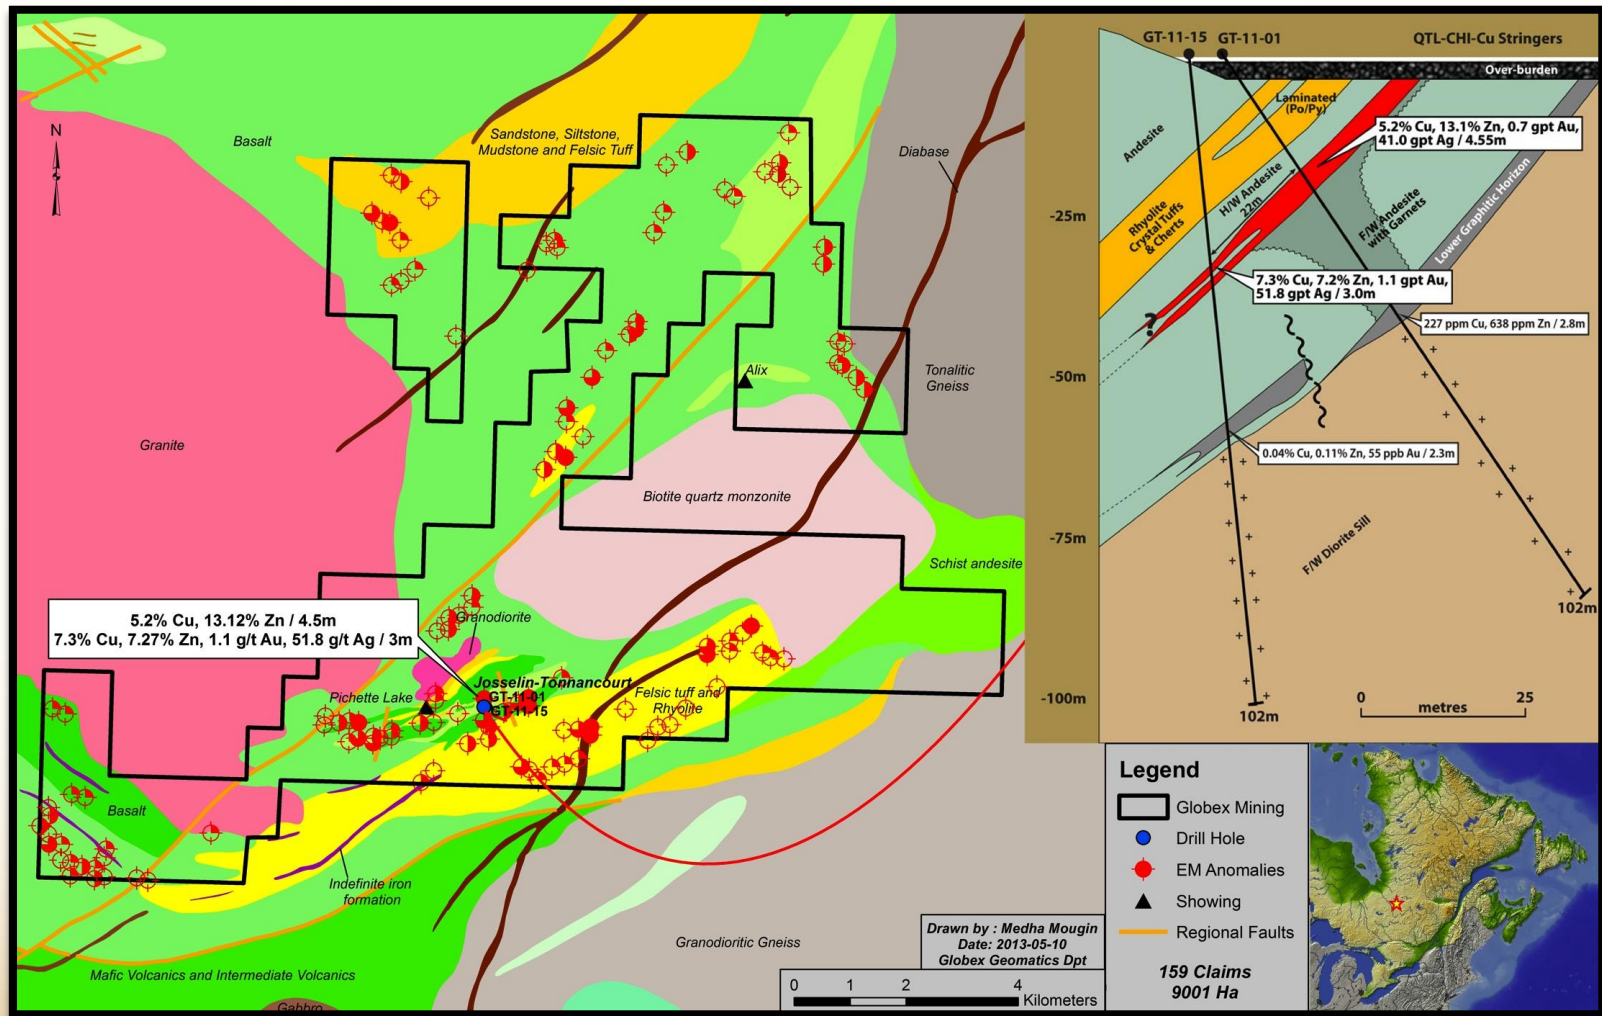 N
Basalt
Sandstone, Siltstone,
Mudstone and Felsic Tuff
Diabase
Granite
Alix
Tonalitic
Gneiss
Biotite quartz monzonite
Schist andesite
5.2% Cu, 13.12% Zn / 4.5m
7.3% Cu, 7.27% Zn, 1.1 g/t Au, 51.8 g/t Ag / 3m
Granodiorite
Josselin-Tonnancourt
Pichette Lake
GT-11-01
GT-11-15
Felsic tuff and
Rhyolite
Basalt
Indefinite iron
formation
Granodioritic Gneiss
Mafic Volcanics and Intermediate Volcanics
Gabbro
Drawn by : Medha Mougin
Date: 2013-05-10
Globex Geomatics Dpt
0 1 2 4
Kilometers
GT-11-15 GT-11-01
QTL-CHI-Cu Stringers
Over-burden
Laminated
(Po/Py)
Andesite
5.2% Cu, 13.1% Zn, 0.7 gpt Au,
41.0 gpt Ag / 4.55m
H/W Andesite
22m
Rhyolite
Crystal Tuffs
& Cherts
F/W Andesite
with Garnets
Lower Graphitic Horizon
-25m
7.3% Cu, 7.2% Zn, 1.1 gpt Au,
51.8 gpt Ag / 3.0m
?
227 ppm Cu, 638 ppm Zn / 2.8m
-50m
0.04% Cu, 0.11% Zn, 55 ppb Au / 2.3m
-75m
F/W Diorite Sill
102m
-100m
102m
0 25
metres
Legend
Globex Mining
Drill Hole
EM Anomalies
Showing
Regional Faults
159 Claims
9001 Ha